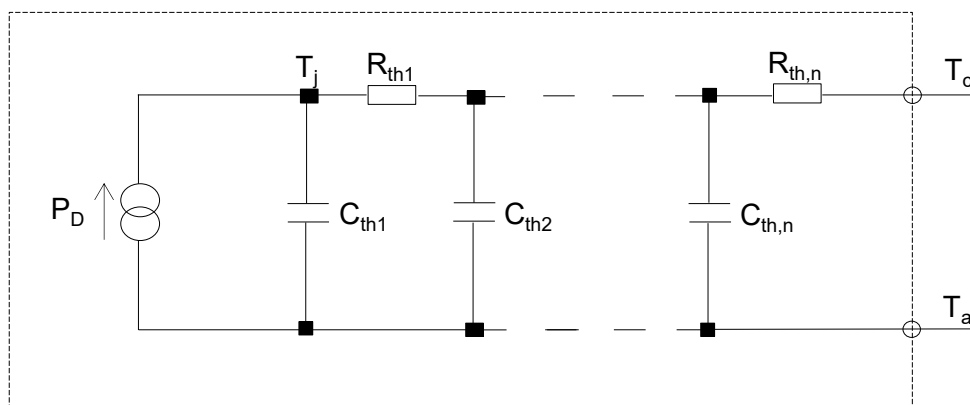 T_j
R_th1
R_th,n
T_c
P_D
C_th1
C_th2
C_th,n
T_a